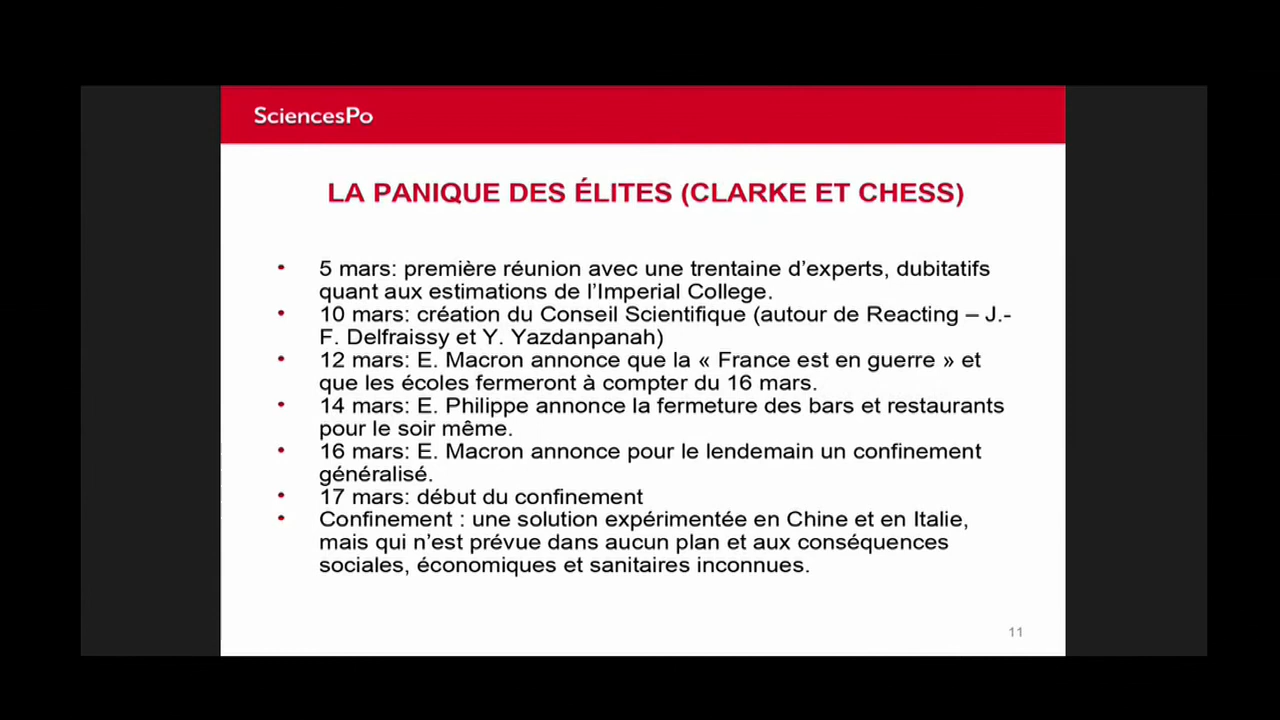 SciencesPo
LA PANIQUE DES ÉLITES (CLARKE ET CHESS)
• 5 mars: première réunion avec une trentaine d’experts, dubitatifs
quant aux estimations de l’Imperial College.
• 10 mars: création du Conseil Scientifique (autour de Reacting – J.-
F. Delfraissy et Y. Yazdanpanah)
• 12 mars: E. Macron annonce que la « France est en guerre » et
que les écoles fermeront à compter du 16 mars.
• 14 mars: E. Philippe annonce la fermeture des bars et restaurants
pour le soir même.
• 16 mars: E. Macron annonce pour le lendemain un confinement
généralisé.
• 17 mars: début du confinement
• Confinement : une solution expérimentée en Chine et en Italie,
mais qui n’est prévue dans aucun plan et aux conséquences
sociales, économiques et sanitaires inconnues.
11